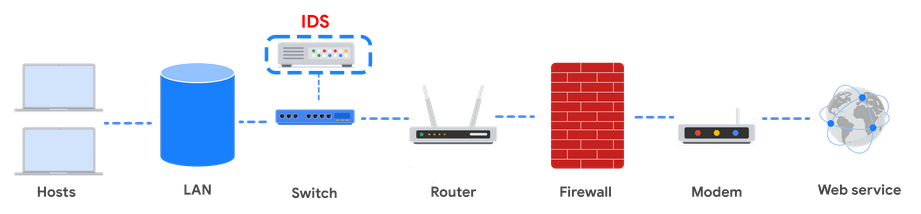 IDS
Hosts
LAN
Switch
Router
Firewall
Modem
Web service